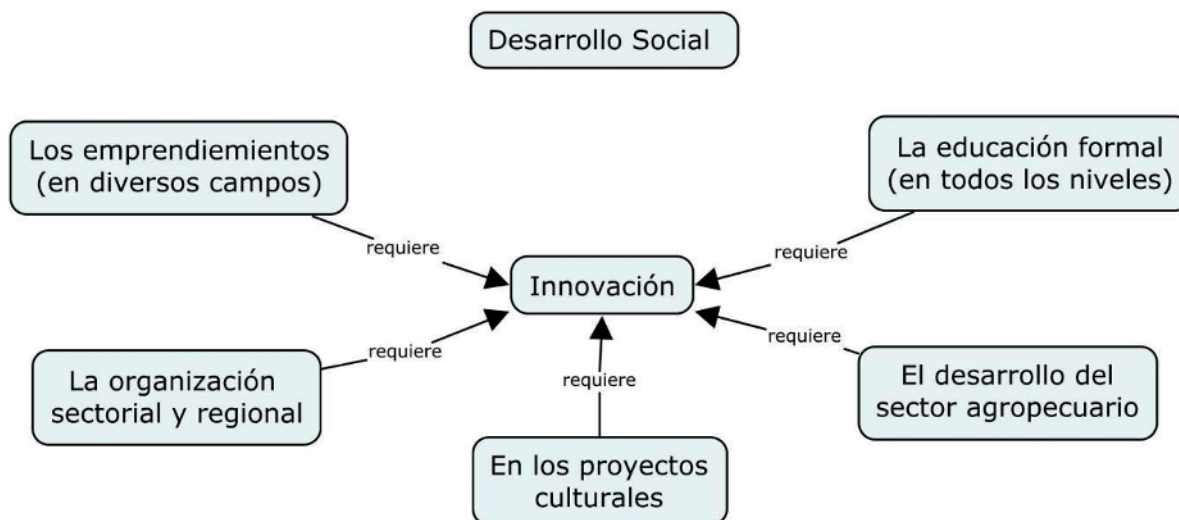 Desarrollo Social
Los emprendiemientos
(en diversos campos)
La educación formal
(en todos los niveles)
requiere
requiere
Innovación
requiere
requiere
requiere
La organización
sectorial y regional
El desarrollo del
sector agropecuario
En los proyectos
culturales